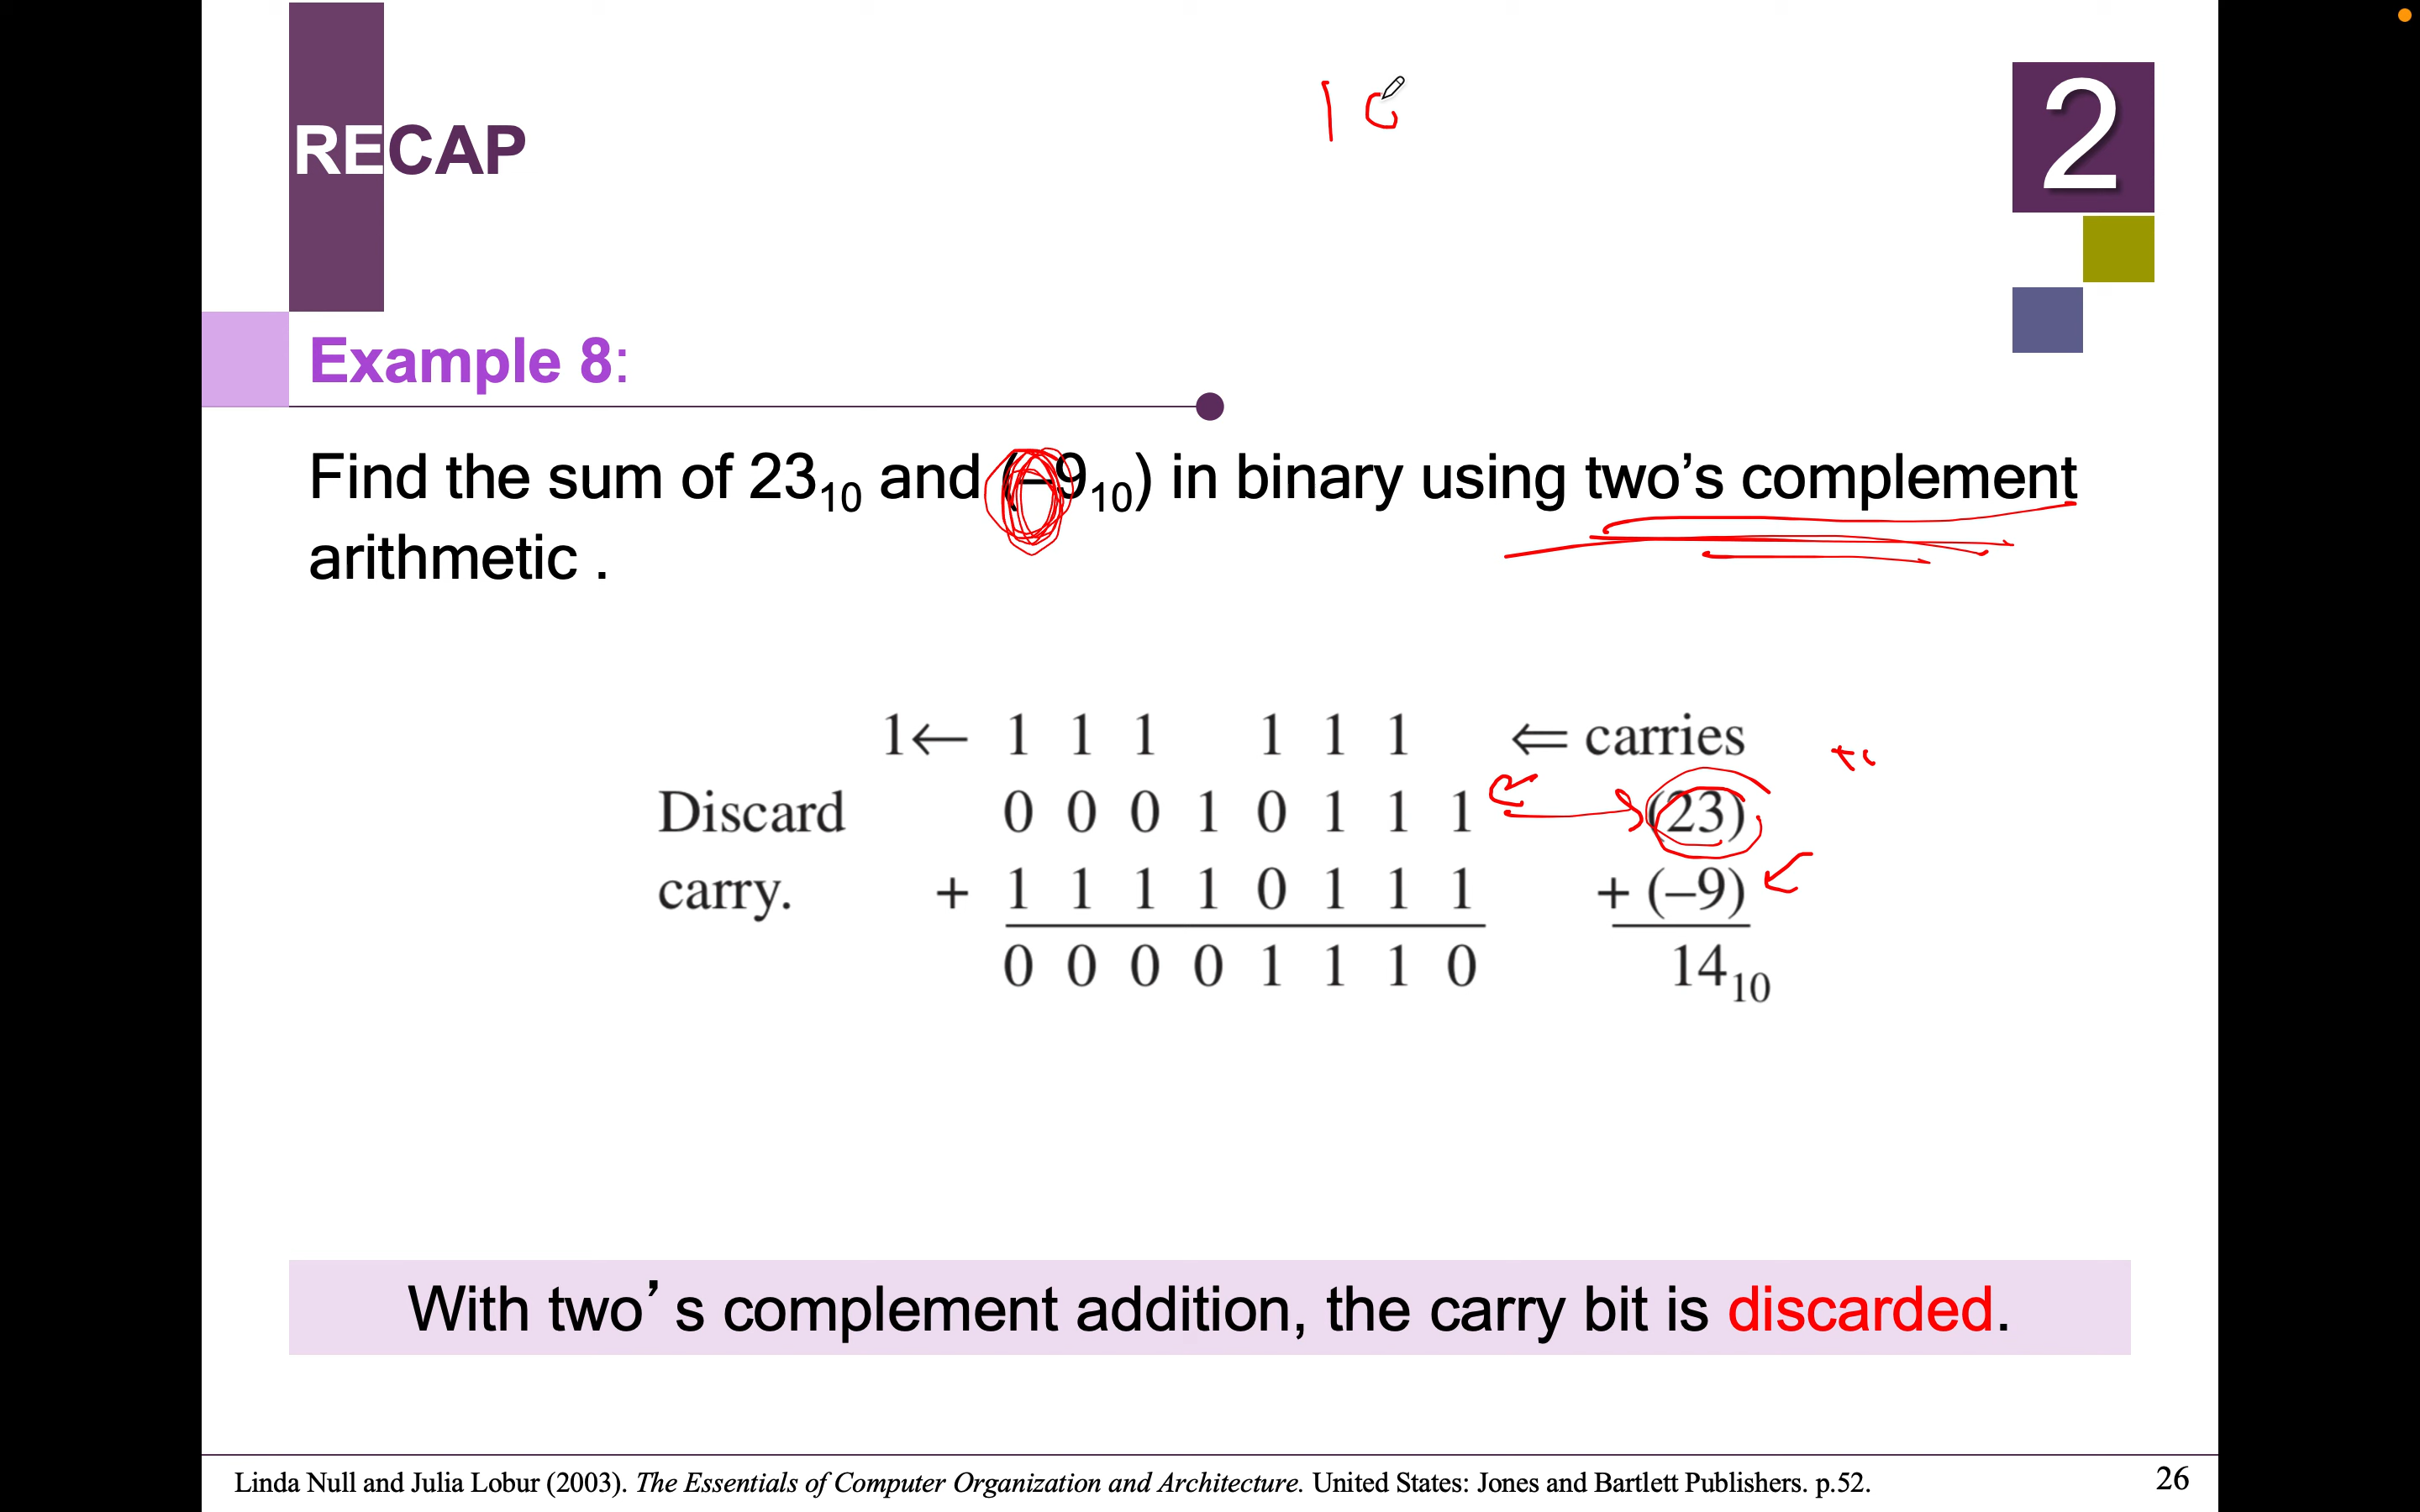 RECAP
2
Example 8:
Find the sum of 23₁₀ and (–9₁₀) in binary using two’s complement
arithmetic .
1← 1 1 1 1 1 1 ⇐ carries
Discard 0 0 0 1 0 1 1 1 (23)
carry. + 1 1 1 1 0 1 1 1 + (–9)
0 0 0 0 1 1 1 0 14₁₀
With two’ s complement addition, the carry bit is discarded.
Linda Null and Julia Lobur (2003). The Essentials of Computer Organization and Architecture. United States: Jones and Bartlett Publishers. p.52.
26